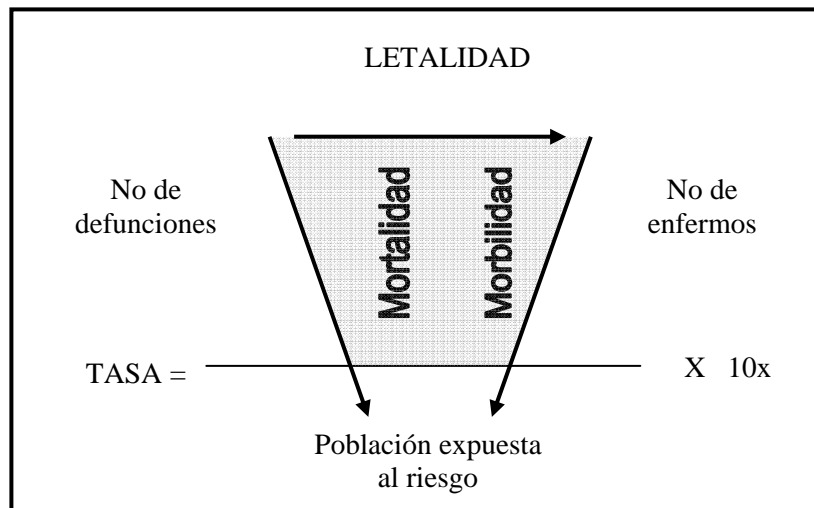 LETALIDAD
No de
defunciones
Mortalidad
Morbilidad
No de
enfermos
TASA =
X 10x
Población expuesta
al riesgo